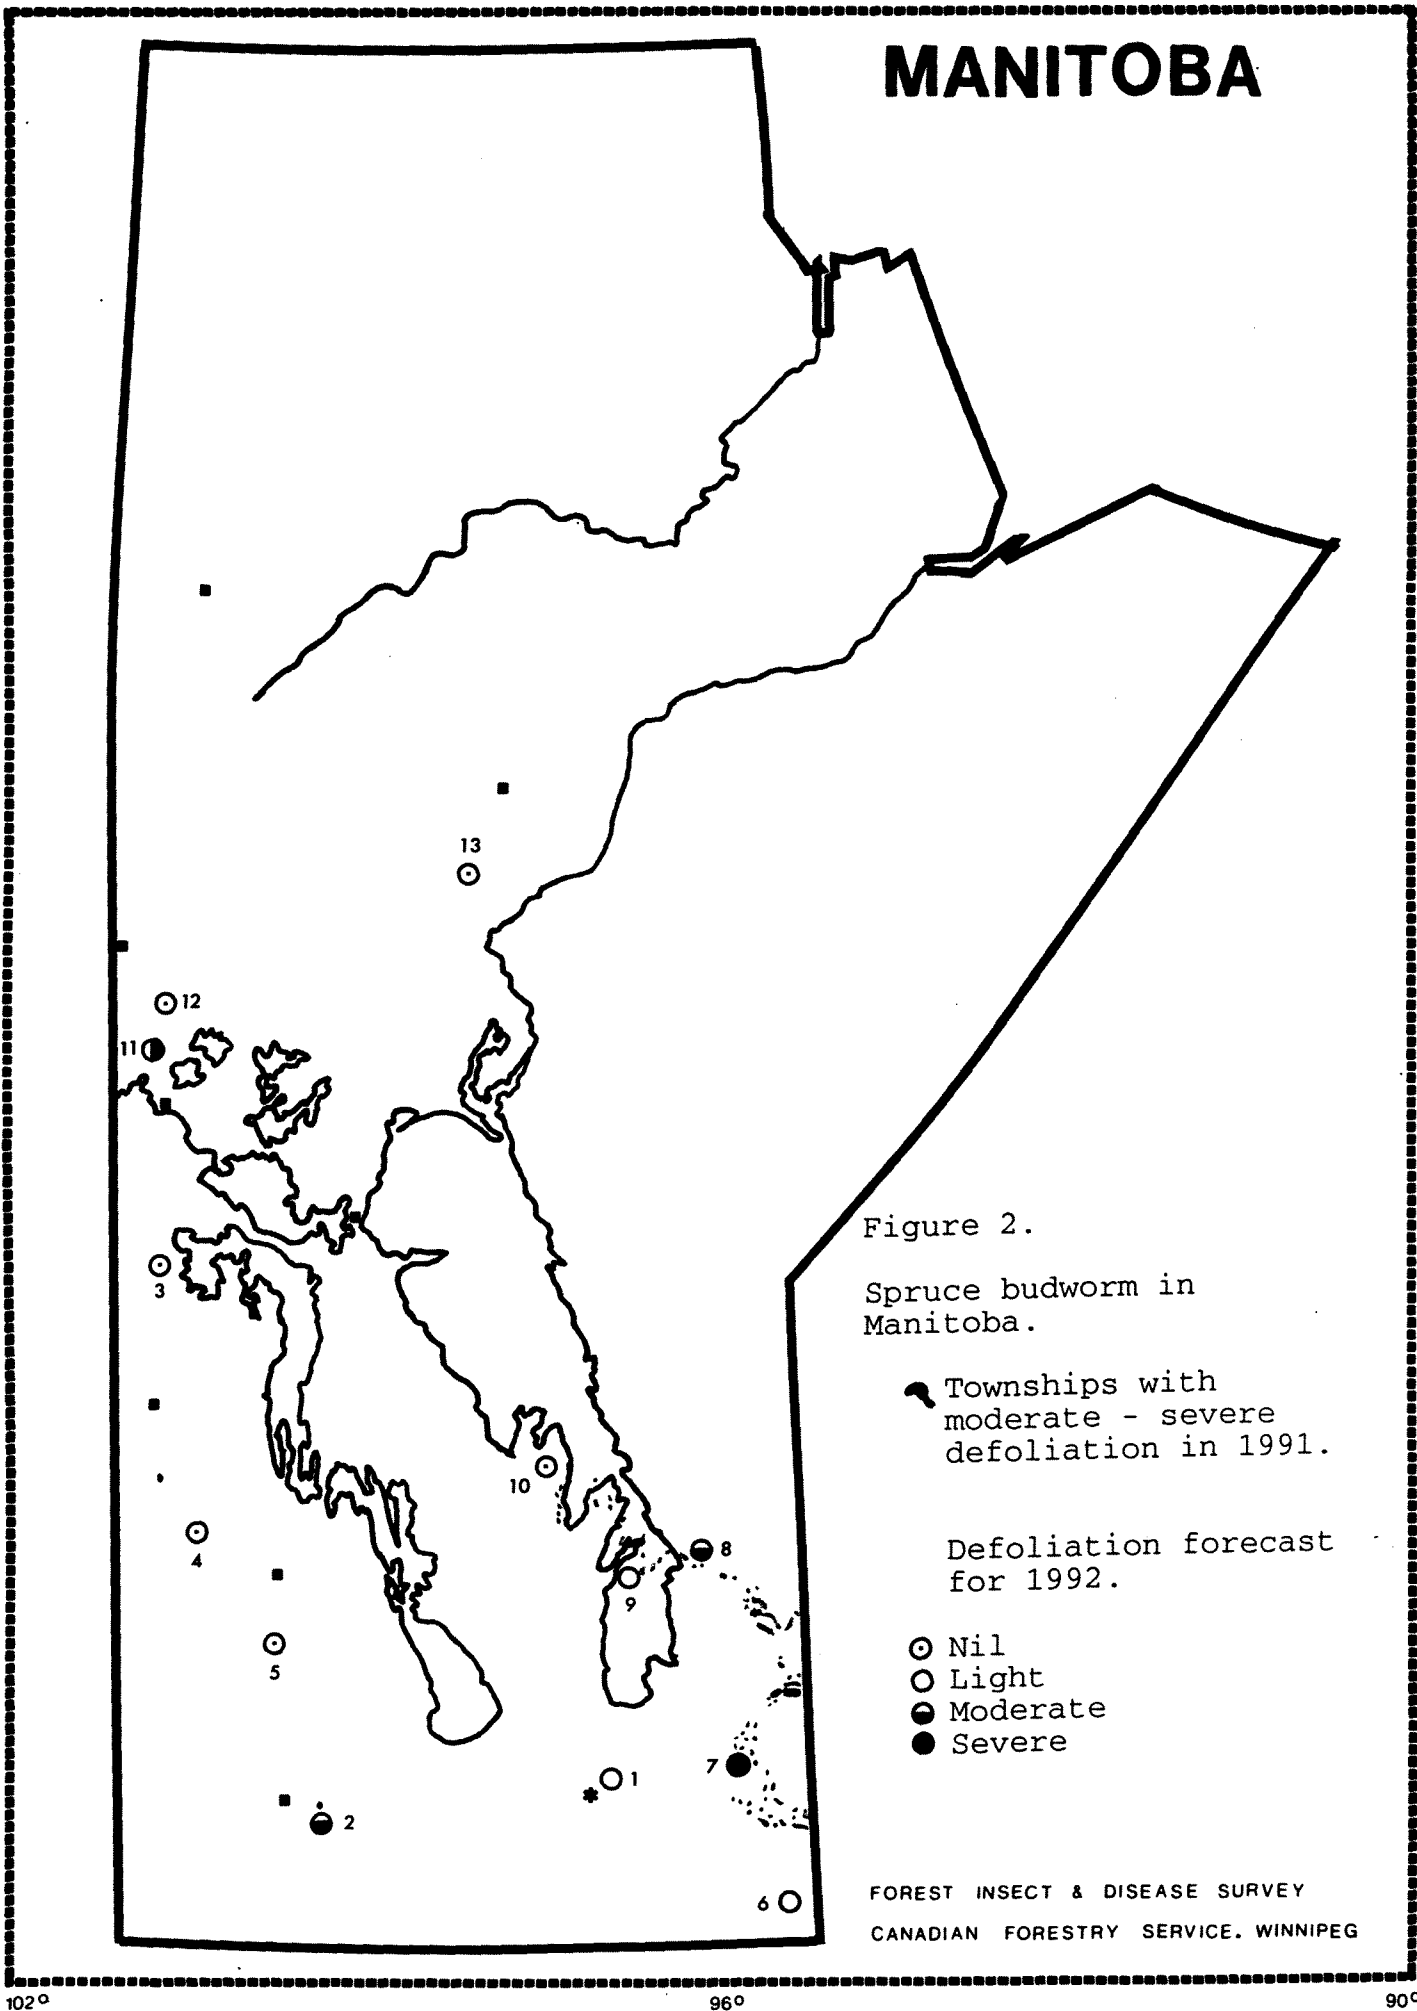 MANITOBA
13
12
11
3
10
8
4
9
5
7
1
2
6
Figure 2.
Spruce budworm in
Manitoba.
Townships with
moderate - severe
defoliation in 1991.
Defoliation forecast
for 1992.
Nil
Light
Moderate
Severe
FOREST INSECT & DISEASE SURVEY
CANADIAN FORESTRY SERVICE. WINNIPEG
102°
96°
90°